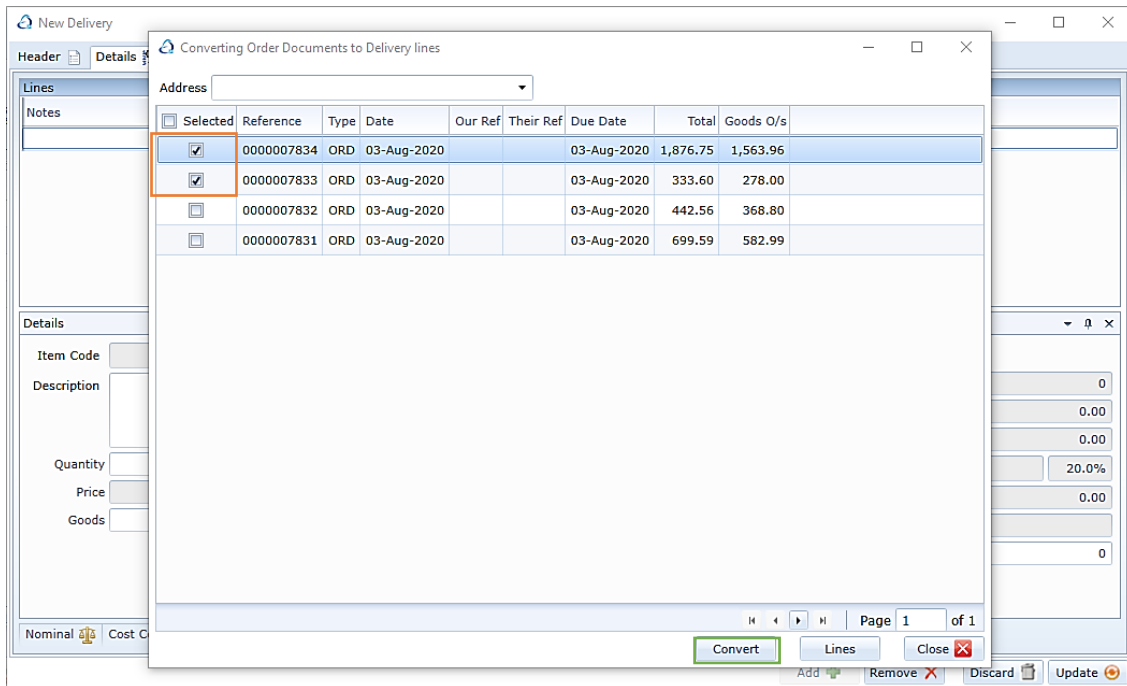 New Delivery
Header Details
Converting Order Documents to Delivery lines
Lines
Address
Notes
Selected Reference Type Date Our Ref Their Ref Due Date Total Goods O/s
0000007834 ORD 03-Aug-2020 03-Aug-2020 1,876.75 1,563.96
0000007833 ORD 03-Aug-2020 03-Aug-2020 333.60 278.00
0000007832 ORD 03-Aug-2020 03-Aug-2020 442.56 368.80
0000007831 ORD 03-Aug-2020 03-Aug-2020 699.59 582.99
Details
Item Code
Description
0
0.00
0.00
Quantity
20.0%
Price
0.00
Goods
0
Page 1 of 1
Nominal Cost C
Convert Lines Close
Add Remove Discard Update